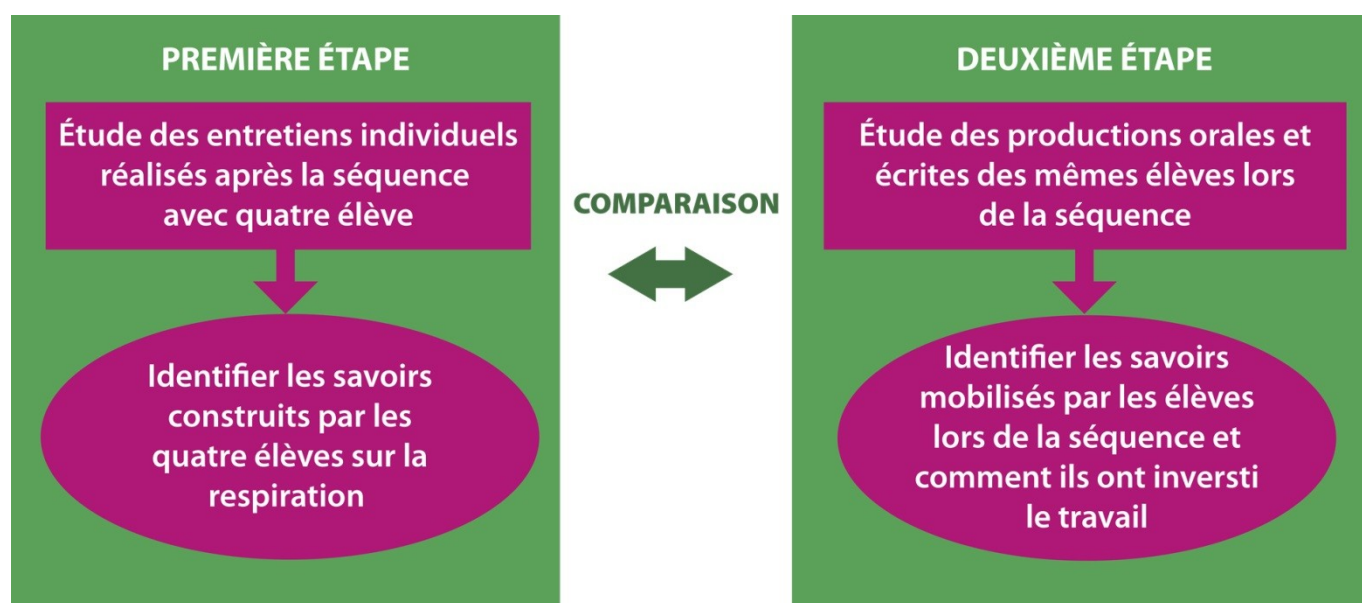 PREMIÈRE ÉTAPE
Étude des entretiens individuels
réalisés après la séquence
avec quatre élève
Identifier les savoirs
construits par les
quatre élèves sur la
respiration
COMPARAISON
DEUXIÈME ÉTAPE
Étude des productions orales et
écrites des mêmes élèves lors
de la séquence
Identifier les savoirs
mobilisés par les élèves
lors de la séquence et
comment ils ont inversti
le travail